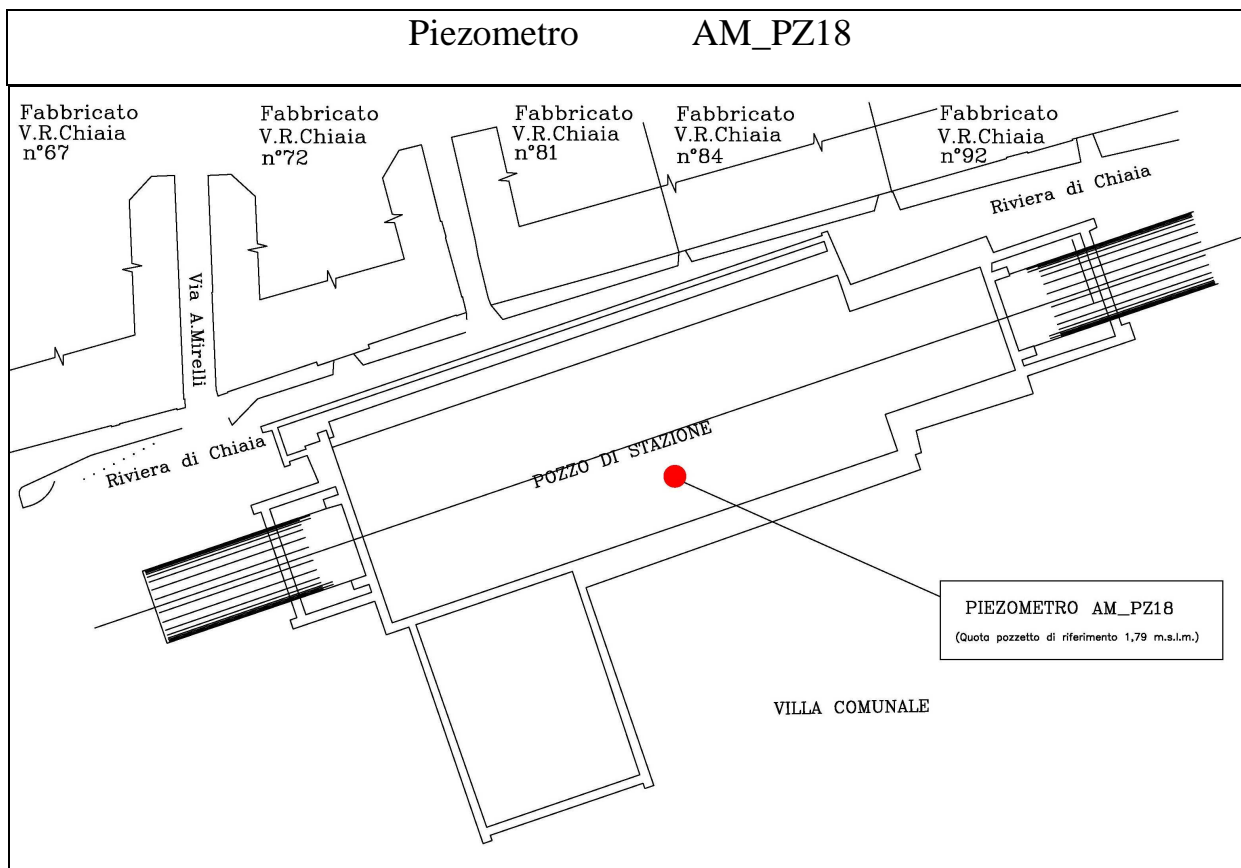 Piezometro AM_PZ18
Fabbricato
V.R.Chiaia
n°67
Fabbricato
V.R.Chiaia
n°72
Fabbricato
V.R.Chiaia
n°81
Fabbricato
V.R.Chiaia
n°84
Fabbricato
V.R.Chiaia
n°92
Riviera di Chiaia
Via A.Mirelli
Riviera di Chiaia
POZZO DI STAZIONE
PIEZOMETRO AM_PZ18
(Quota pozzetto di riferimento 1,79 m.s.l.m.)
VILLA COMUNALE